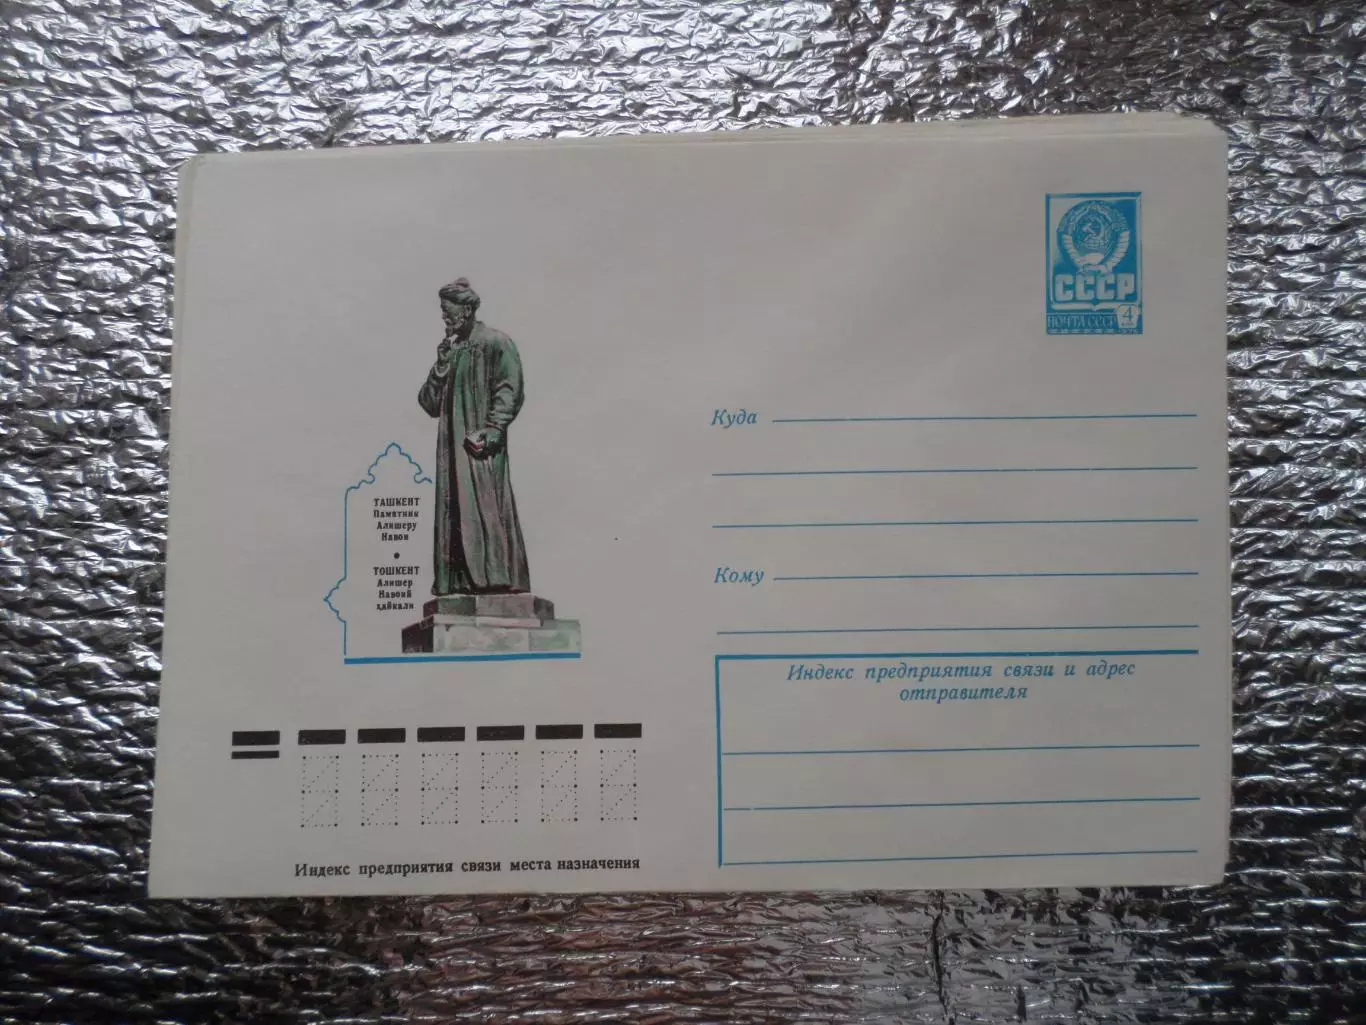 СССР
ПОЧТА СССР 4
Куда
ТАШКЕНТ
Памятник
Алишеру
Навои
ТОШКЕНТ
Алишер
Навоий
ҳайкали
Кому
Индекс предприятия связи и адрес
отправителя
Индекс предприятия связи места назначения